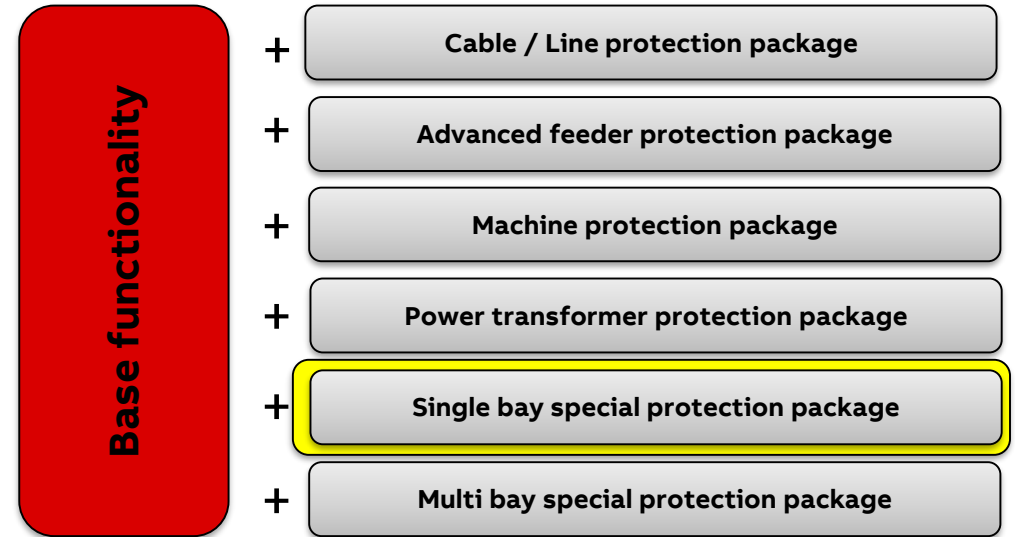 Base functionality
+ Cable / Line protection package
+ Advanced feeder protection package
+ Machine protection package
+ Power transformer protection package
+ Single bay special protection package
+ Multi bay special protection package